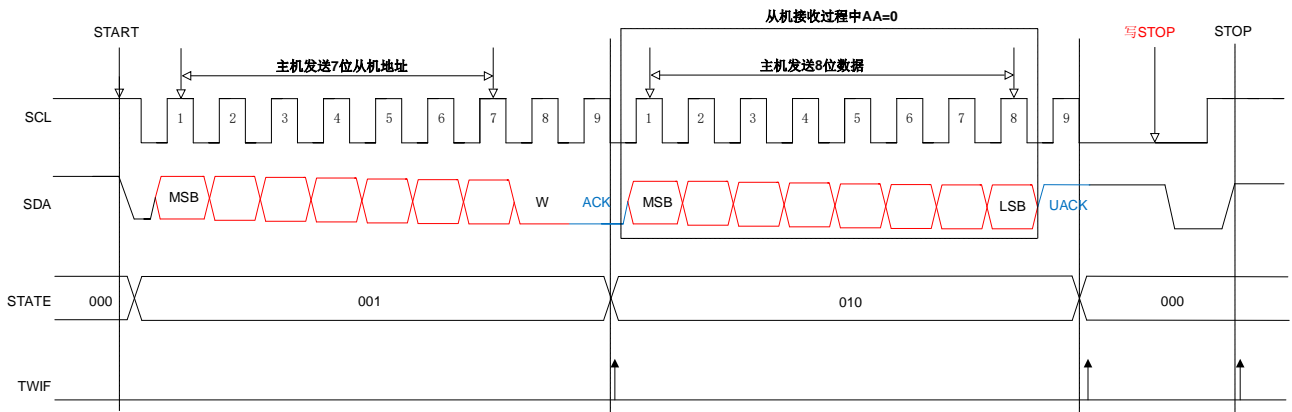 从机接收过程中AA=0
START
写STOP
STOP
主机发送7位从机地址
主机发送8位数据
SCL
1 2 3 4 5 6 7 8 9 1 2 3 4 5 6 7 8 9
SDA
MSB
W
ACK
MSB
LSB
UACK
STATE
000
001
010
000
TWIF